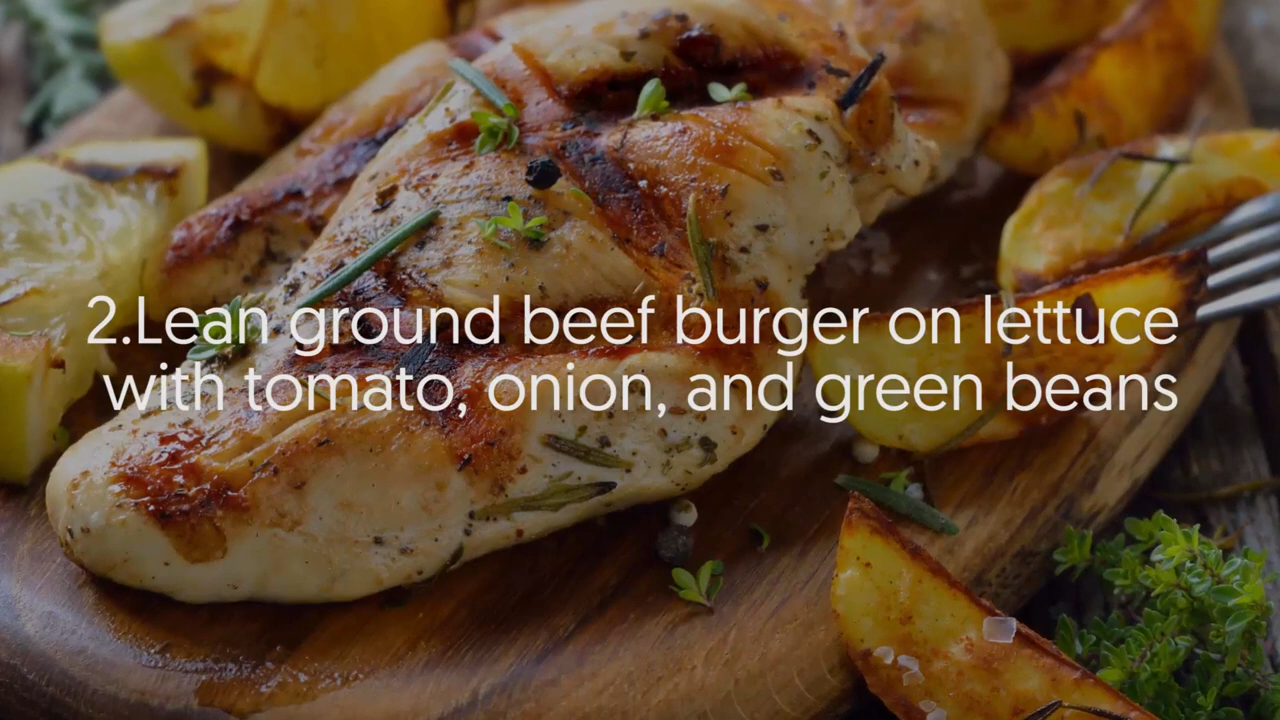 2.Lean ground beef burger on lettuce
with tomato, onion, and green beans